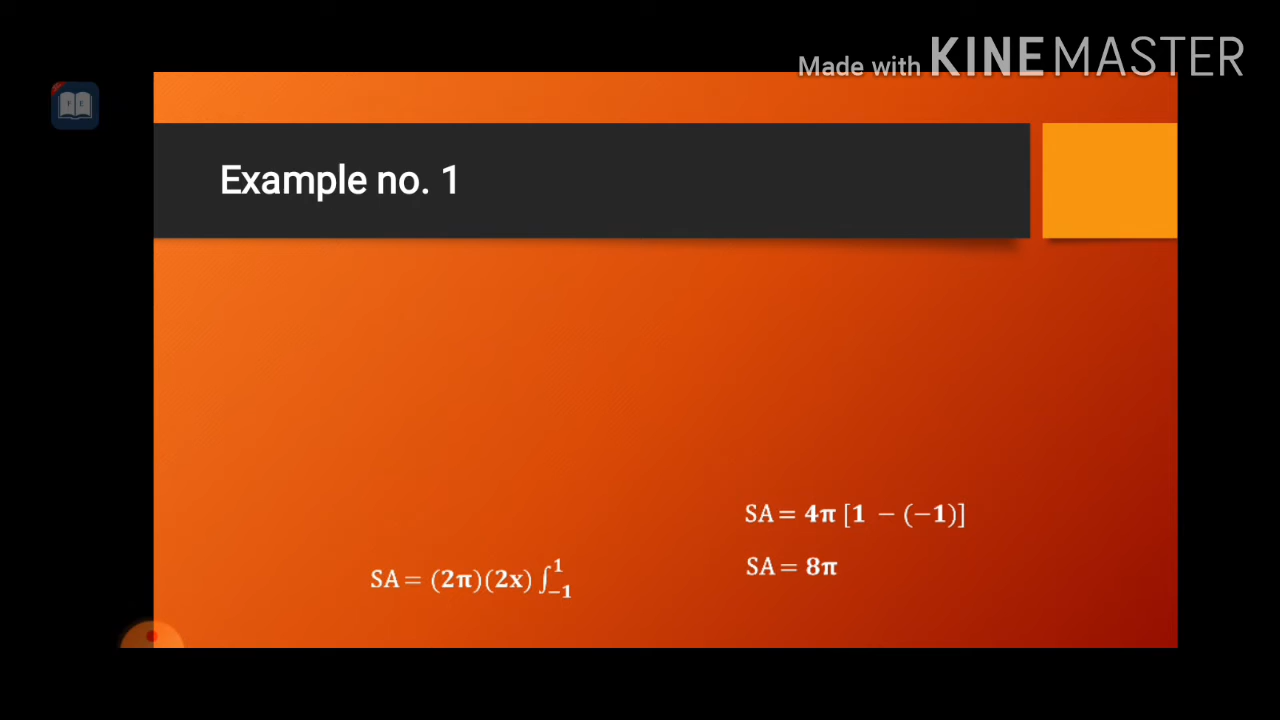 Made with KINEMASTER
Example no. 1
SA = 4π [1 − (−1)]
SA = 8π
SA = (2π)(2x) ∫₋₁¹